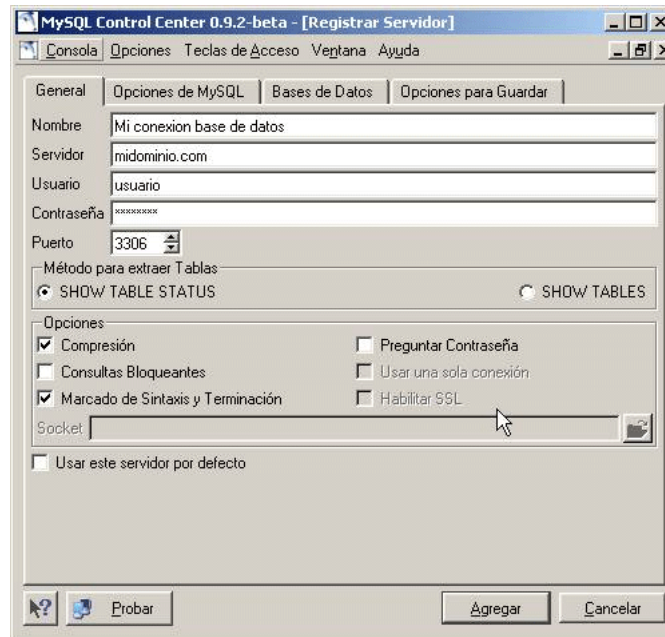 MySQL Control Center 0.9.2-beta - [Registrar Servidor]
Consola Opciones Teclas de Acceso Ventana Ayuda
General Opciones de MySQL Bases de Datos Opciones para Guardar
Nombre Mi conexion base de datos
Servidor midominio.com
Usuario usuario
Contraseña ********
Puerto 3306
Método para extraer Tablas
SHOW TABLE STATUS SHOW TABLES
Opciones
Compresión Preguntar Contraseña
Consultas Bloqueantes Usar una sola conexión
Marcado de Sintaxis y Terminación Habilitar SSL
Socket
Usar este servidor por defecto
Probar Agregar Cancelar